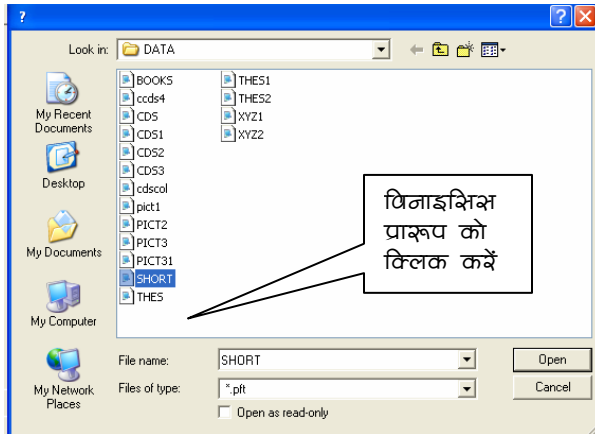 ?
Look in:
DATA
My Recent
Documents
Desktop
My Documents
My Computer
My Network
Places
BOOKS
ccds4
CDS
CDS1
CDS2
CDS3
cdscol
pict1
PICT2
PICT3
PICT31
SHORT
THES
THES1
THES2
XYZ1
XYZ2
विनाइसिस
प्रारूप को
क्लिक करें
File name:
SHORT
Open
Files of type:
*.pft
Cancel
Open as read-only